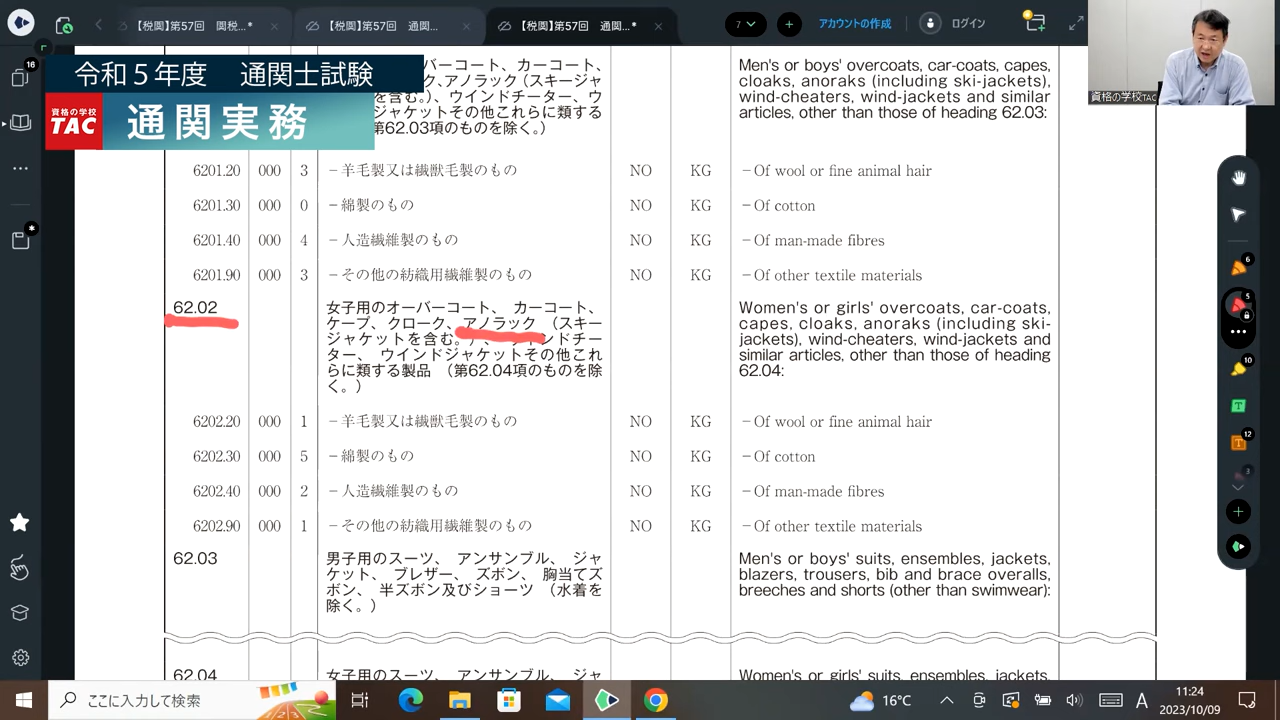 【税関】第57回　関税...*
【税関】第57回　通関...
【税関】第57回　通関...*
7
アカウントの作成
ログイン
16
令和５年度　通関士試験
資格の学校
TAC
通関実務
資格の学校TAC
ーバーコート、カーコート、
ク、アノラック（スキージャ
を含む。）、ウインドチーター、ウ
ジャケットその他これらに類する
第62.03項のものを除く。）
Men's or boys' overcoats, car-coats, capes,
cloaks, anoraks (including ski-jackets),
wind-cheaters, wind-jackets and similar
articles, other than those of heading 62.03:
6201.20 000 3 －羊毛製又は繊獣毛製のもの NO KG －Of wool or fine animal hair
6201.30 000 0 －綿製のもの NO KG －Of cotton
6201.40 000 4 －人造繊維製のもの NO KG －Of man-made fibres
6201.90 000 3 －その他の紡織用繊維製のもの NO KG －Of other textile materials
62.02
女子用のオーバーコート、カーコート、
ケープ、クローク、アノラック（スキー
ジャケットを含む。）、ウインドチー
ター、ウインドジャケットその他これ
らに類する製品（第62.04項のものを除
く。）
Women's or girls' overcoats, car-coats,
capes, cloaks, anoraks (including ski-
jackets), wind-cheaters, wind-jackets and
similar articles, other than those of heading
62.04:
6202.20 000 1 －羊毛製又は繊獣毛製のもの NO KG －Of wool or fine animal hair
6202.30 000 5 －綿製のもの NO KG －Of cotton
6202.40 000 2 －人造繊維製のもの NO KG －Of man-made fibres
6202.90 000 1 －その他の紡織用繊維製のもの NO KG －Of other textile materials
62.03
男子用のスーツ、アンサンブル、ジャ
ケット、ブレザー、ズボン、胸当てズ
ボン、半ズボン及びショーツ（水着を
除く。）
Men's or boys' suits, ensembles, jackets,
blazers, trousers, bib and brace overalls,
breeches and shorts (other than swimwear):
62.04
女子用のスーツ、アンサンブル、ジャ
Women's or girls' suits, ensembles, jackets,
6
5
10
T
T
12
3
ここに入力して検索
16℃
A
11:24
2023/10/09